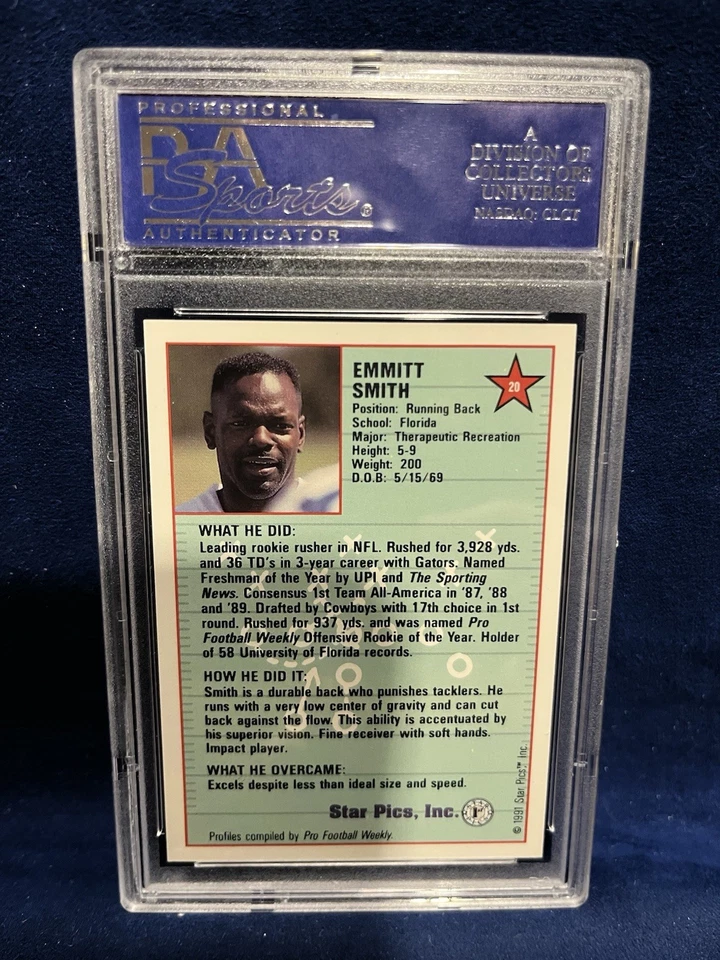 PROFESSIONAL
PSA
Sports®
AUTHENTICATOR
A
DIVISION OF
COLLECTORS
UNIVERSE
NASDAQ: CLCT
EMMITT
SMITH
20
Position: Running Back
School: Florida
Major: Therapeutic Recreation
Height: 5-9
Weight: 200
D.O.B: 5/15/69
WHAT HE DID:
Leading rookie rusher in NFL. Rushed for 3,928 yds.
and 36 TD's in 3-year career with Gators. Named
Freshman of the Year by UPI and The Sporting
News. Consensus 1st Team All-America in '87, '88
and '89. Drafted by Cowboys with 17th choice in 1st
round. Rushed for 937 yds. and was named Pro
Football Weekly Offensive Rookie of the Year. Holder
of 58 University of Florida records.
HOW HE DID IT:
Smith is a durable back who punishes tacklers. He
runs with a very low center of gravity and can cut
back against the flow. This ability is accentuated by
his superior vision. Fine receiver with soft hands.
Impact player.
WHAT HE OVERCAME:
Excels despite less than ideal size and speed.
Star Pics, Inc.
1st
Profiles compiled by Pro Football Weekly.
© 1991 Star Pics™ Inc.